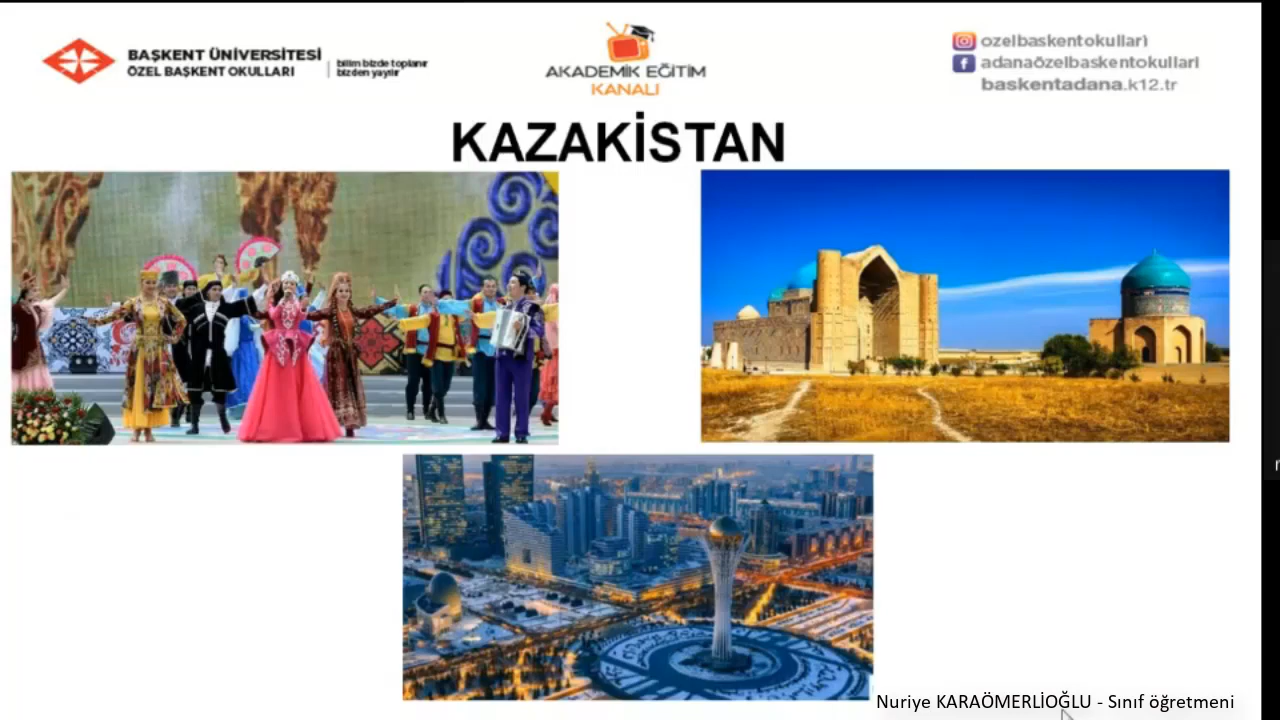 BAŞKENT ÜNİVERSİTESİ
ÖZEL BAŞKENT OKULLARI
bilim bizde toplanır
bizden yayılır
AKADEMİK EĞİTİM
KANALI
ozelbaskentokullari
adanaözelbaskentokullari
baskentadana.k12.tr
KAZAKİSTAN
Nuriye KARAÖMERLİOĞLU - Sınıf öğretmeni